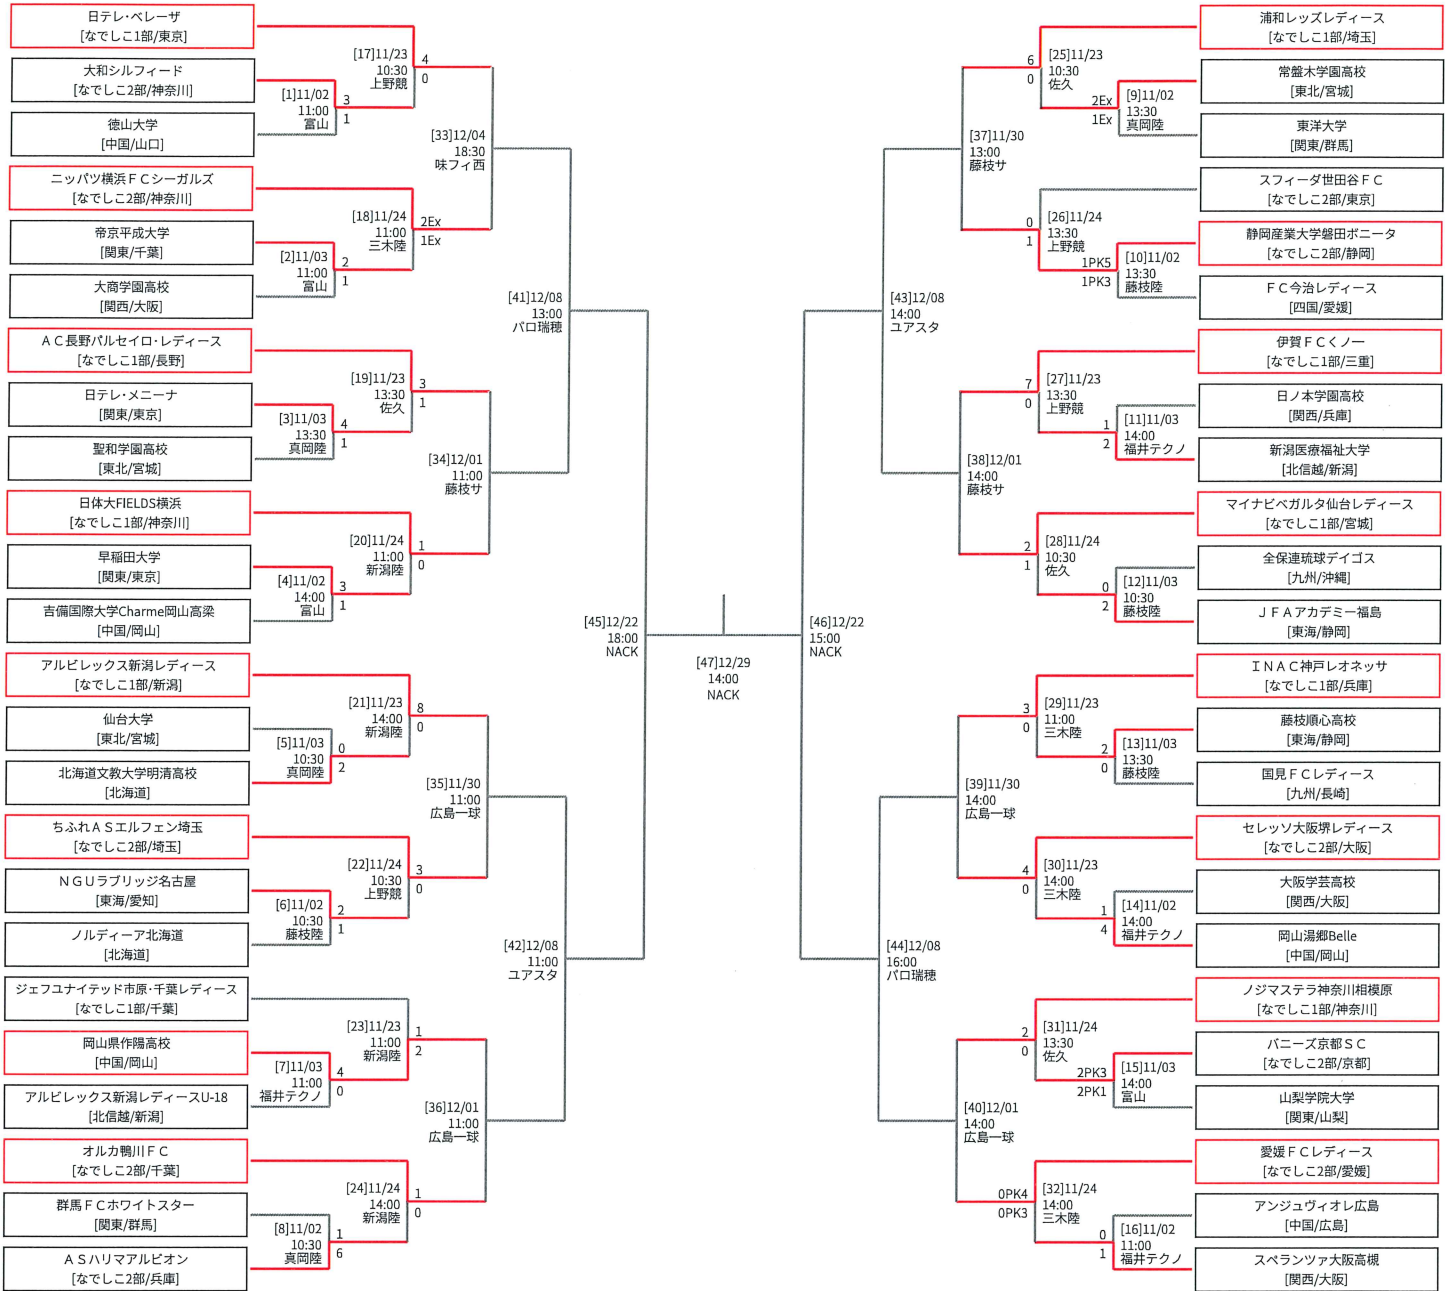 日テレ・ベレーザ
[なでしこ1部/東京]
大和シルフィード
[なでしこ2部/神奈川]
徳山大学
[中国/山口]
ニッパツ横浜ＦＣシーガルズ
[なでしこ2部/神奈川]
帝京平成大学
[関東/千葉]
大商学園高校
[関西/大阪]
ＡＣ長野パルセイロ・レディース
[なでしこ1部/長野]
日テレ・メニーナ
[関東/東京]
聖和学園高校
[東北/宮城]
日体大FIELDS横浜
[なでしこ1部/神奈川]
早稲田大学
[関東/東京]
吉備国際大学Charme岡山高梁
[中国/岡山]
アルビレックス新潟レディース
[なでしこ1部/新潟]
仙台大学
[東北/宮城]
北海道文教大学明清高校
[北海道]
ちふれＡＳエルフェン埼玉
[なでしこ2部/埼玉]
ＮＧＵラブリッジ名古屋
[東海/愛知]
ノルディーア北海道
[北海道]
ジェフユナイテッド市原・千葉レディース
[なでしこ1部/千葉]
岡山県作陽高校
[中国/岡山]
アルビレックス新潟レディースU-18
[北信越/新潟]
オルカ鴨川ＦＣ
[なでしこ2部/千葉]
群馬ＦＣホワイトスター
[関東/群馬]
ＡＳハリマアルビオン
[なでしこ2部/兵庫]
[1]11/02
11:00
富山
3
1
[2]11/03
11:00
富山
2
1
[3]11/03
13:30
真岡陸
4
1
[4]11/02
14:00
富山
3
1
[5]11/03
10:30
真岡陸
0
2
[6]11/02
10:30
藤枝陸
2
1
[7]11/03
11:00
福井テクノ
4
0
[8]11/02
10:30
真岡陸
1
6
[17]11/23
10:30
上野競
4
0
[18]11/24
11:00
三木陸
2Ex
1Ex
[19]11/23
13:30
佐久
3
1
[20]11/24
11:00
新潟陸
1
0
[21]11/23
14:00
新潟陸
8
0
[22]11/24
10:30
上野競
3
0
[23]11/23
11:00
新潟陸
1
2
[24]11/24
14:00
新潟陸
1
0
[33]12/04
18:30
味フィ西
[34]12/01
11:00
藤枝サ
[35]11/30
11:00
広島一球
[36]12/01
11:00
広島一球
[41]12/08
13:00
パロ瑞穂
[42]12/08
11:00
ユアスタ
[45]12/22
18:00
NACK
[47]12/29
14:00
NACK
[46]12/22
15:00
NACK
[43]12/08
14:00
ユアスタ
[44]12/08
16:00
パロ瑞穂
[37]11/30
13:00
藤枝サ
[38]12/01
14:00
藤枝サ
[39]11/30
14:00
広島一球
[40]12/01
14:00
広島一球
6
0
[25]11/23
10:30
佐久
0
1
[26]11/24
13:30
上野競
7
0
[27]11/23
13:30
上野競
2
1
[28]11/24
10:30
佐久
3
0
[29]11/23
11:00
三木陸
4
0
[30]11/23
14:00
三木陸
2
0
[31]11/24
13:30
佐久
0PK4
0PK3
[32]11/24
14:00
三木陸
2Ex
1Ex
[9]11/02
13:30
真岡陸
1PK5
1PK3
[10]11/02
13:30
藤枝陸
1
2
[11]11/03
14:00
福井テクノ
0
2
[12]11/03
10:30
藤枝陸
2
0
[13]11/03
13:30
藤枝陸
1
4
[14]11/02
14:00
福井テクノ
2PK3
2PK1
[15]11/03
14:00
富山
0
1
[16]11/02
11:00
福井テクノ
浦和レッズレディース
[なでしこ1部/埼玉]
常盤木学園高校
[東北/宮城]
東洋大学
[関東/群馬]
スフィーダ世田谷ＦＣ
[なでしこ2部/東京]
静岡産業大学磐田ボニータ
[なでしこ2部/静岡]
ＦＣ今治レディース
[四国/愛媛]
伊賀ＦＣくノ一
[なでしこ1部/三重]
日ノ本学園高校
[関西/兵庫]
新潟医療福祉大学
[北信越/新潟]
マイナビベガルタ仙台レディース
[なでしこ1部/宮城]
全保連琉球デイゴス
[九州/沖縄]
ＪＦＡアカデミー福島
[東海/静岡]
ＩＮＡＣ神戸レオネッサ
[なでしこ1部/兵庫]
藤枝順心高校
[東海/静岡]
国見ＦＣレディース
[九州/長崎]
セレッソ大阪堺レディース
[なでしこ2部/大阪]
大阪学芸高校
[関西/大阪]
岡山湯郷Belle
[中国/岡山]
ノジマステラ神奈川相模原
[なでしこ1部/神奈川]
バニーズ京都ＳＣ
[なでしこ2部/京都]
山梨学院大学
[関東/山梨]
愛媛ＦＣレディース
[なでしこ2部/愛媛]
アンジュヴィオレ広島
[中国/広島]
スペランツァ大阪高槻
[関西/大阪]